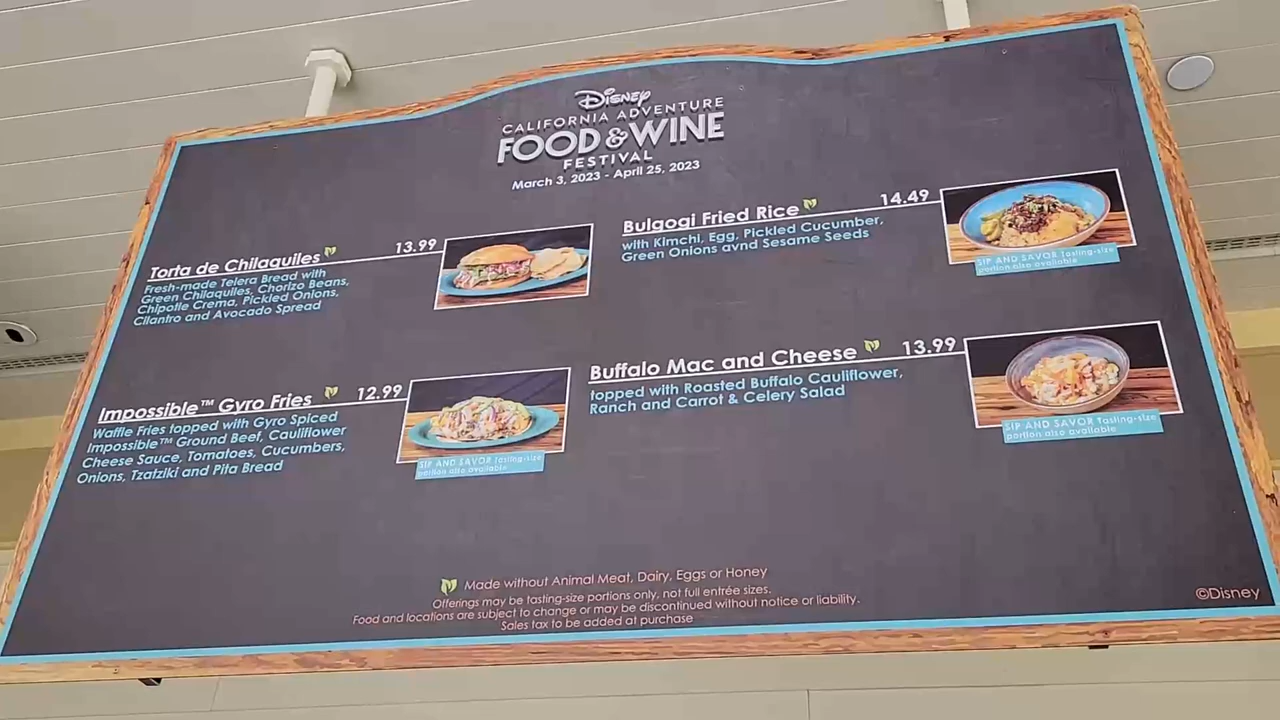 Disney
CALIFORNIA ADVENTURE
FOOD & WINE
FESTIVAL
March 3, 2023 - April 25, 2023
Torta de Chilaquiles 13.99
Fresh-made Telera Bread with
Green Chilaquiles, Chorizo Beans,
Chipotle Crema, Pickled Onions,
Cilantro and Avocado Spread
Impossible™ Gyro Fries 12.99
Waffle Fries topped with Gyro Spiced
Impossible™ Ground Beef, Cauliflower
Cheese Sauce, Tomatoes, Cucumbers,
Onions, Tzatziki and Pita Bread
SIP AND SAVOR tasting-size
portion also available
Bulgogi Fried Rice 14.49
with Kimchi, Egg, Pickled Cucumber,
Green Onions avnd Sesame Seeds
SIP AND SAVOR tasting-size
portion also available
Buffalo Mac and Cheese 13.99
topped with Roasted Buffalo Cauliflower,
Ranch and Carrot & Celery Salad
SIP AND SAVOR tasting-size
portion also available
Made without Animal Meat, Dairy, Eggs or Honey
Offerings may be tasting-size portions only, not full entrée sizes.
Food and locations are subject to change or may be discontinued without notice or liability.
Sales tax to be added at purchase
©Disney